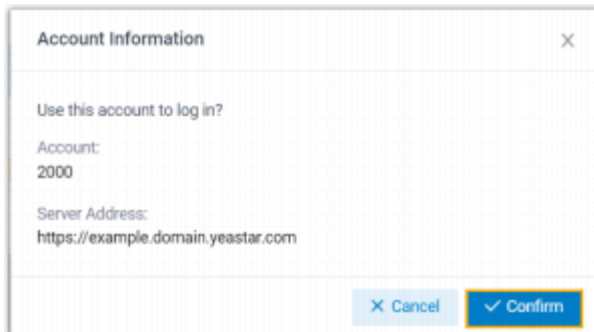 Account Information
Use this account to log in?
Account:
2000
Server Address:
https://example.domain.yeastar.com
Cancel
Confirm